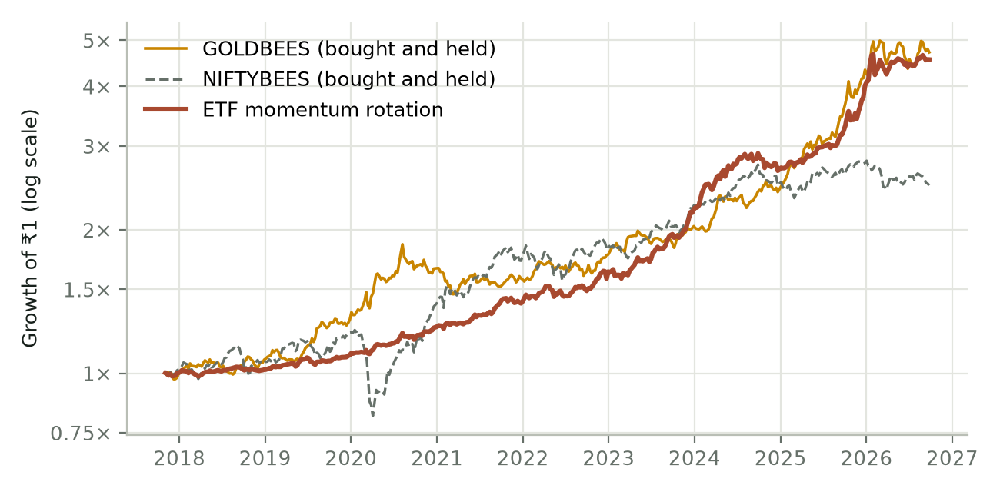 Growth of ₹1 (log scale)
5×
4×
3×
2×
1.5×
1×
0.75×
GOLDBEES (bought and held)
NIFTYBEES (bought and held)
ETF momentum rotation
2018 2019 2020 2021 2022 2023 2024 2025 2026 2027